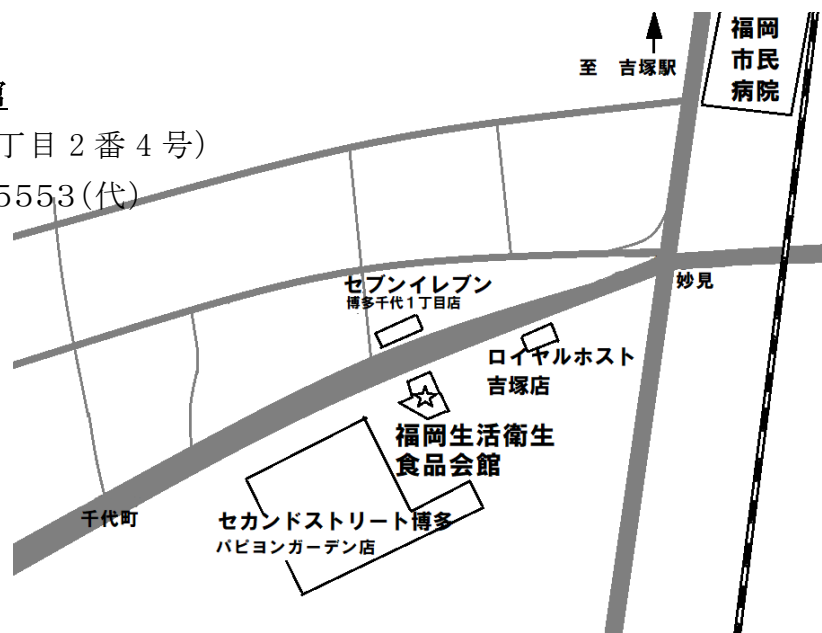 福岡
市民
病院
至 吉塚駅
館
丁目2番4号）
5553(代)
妙見
セブンイレブン
博多千代１丁目店
ロイヤルホスト
吉塚店
福岡生活衛生
食品会館
千代町
セカンドストリート博多
パピヨンガーデン店